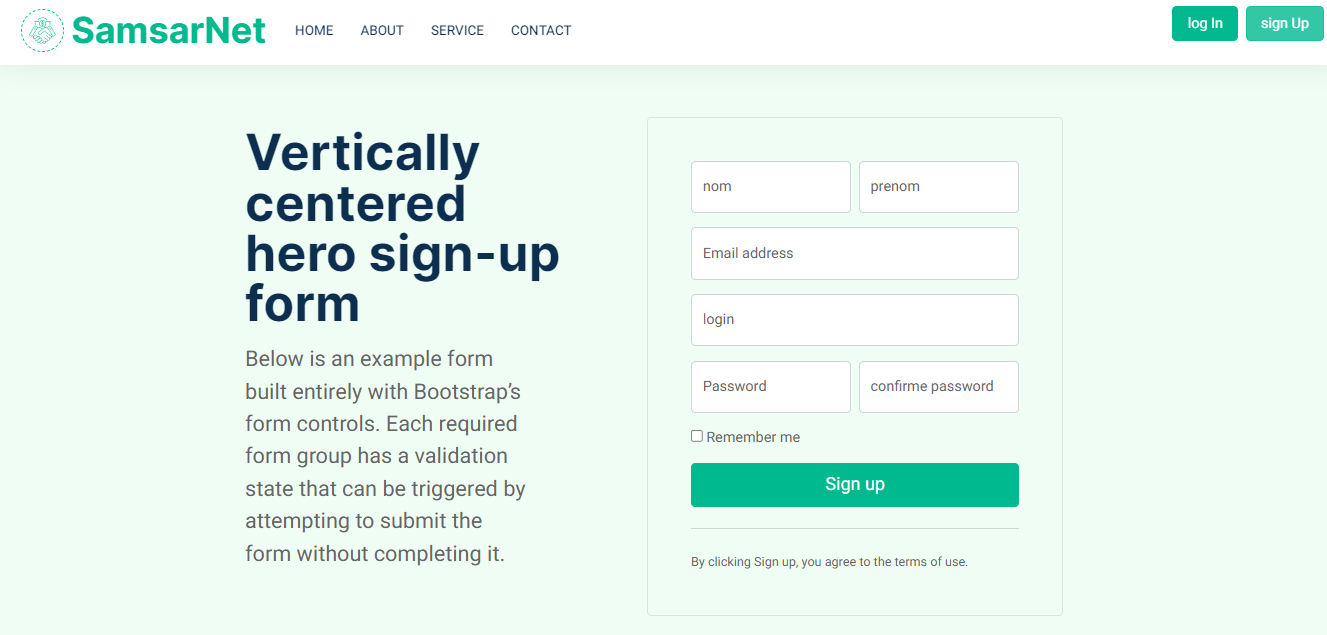 SamsarNet
HOME ABOUT SERVICE CONTACT
log In
sign Up
Vertically
centered
hero sign-up
form
Below is an example form
built entirely with Bootstrap’s
form controls. Each required
form group has a validation
state that can be triggered by
attempting to submit the
form without completing it.
nom
prenom
Email address
login
Password
confirme password
Remember me
Sign up
By clicking Sign up, you agree to the terms of use.